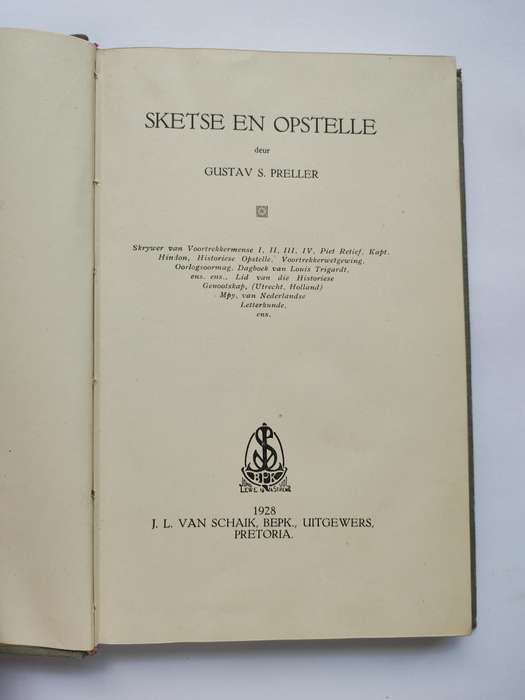 SKETSE EN OPSTELLE
deur
GUSTAV S. PRELLER
Skrywer van Voortrekkermense I, II, III, IV, Piet Retief, Kapt.
Hindon, Historiese Opstelle, Voortrekkerwetgewing,
Oorlogsoormag, Dagboek van Louis Trigardt,
ens. ens., Lid van die Historiese
Genootskap, (Utrecht, Holland)
Mpy. van Nederlandse
Letterkunde,
ens.
BPK
1928
J. L. VAN SCHAIK, BEPK., UITGEWERS,
PRETORIA.